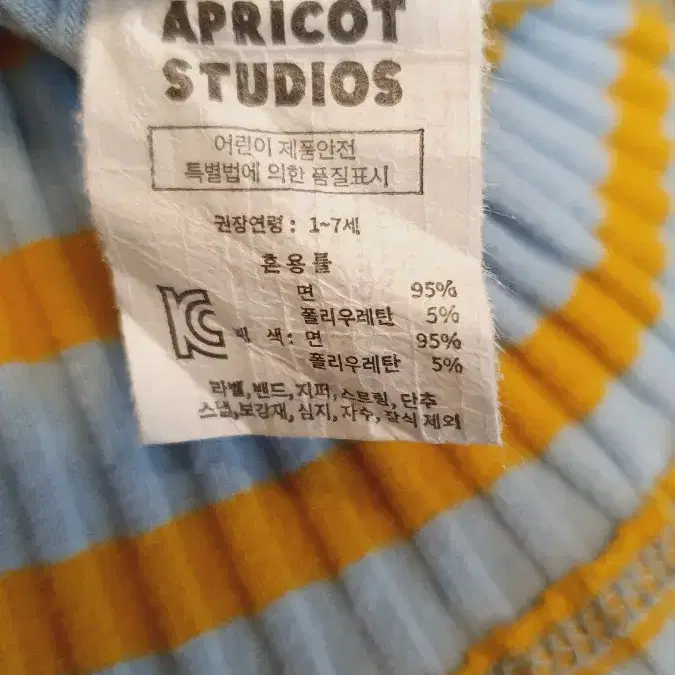 APRICOT
STUDIOS
어린이 제품안전
특별법에 의한 품질표시
권장연령 : 1~7세
혼용률
면 95%
폴리우레탄 5%
배 색: 면 95%
폴리우레탄 5%
라벨,밴드,지퍼,스트링,단추
스냅,보강재,심지,자수,장식 제외